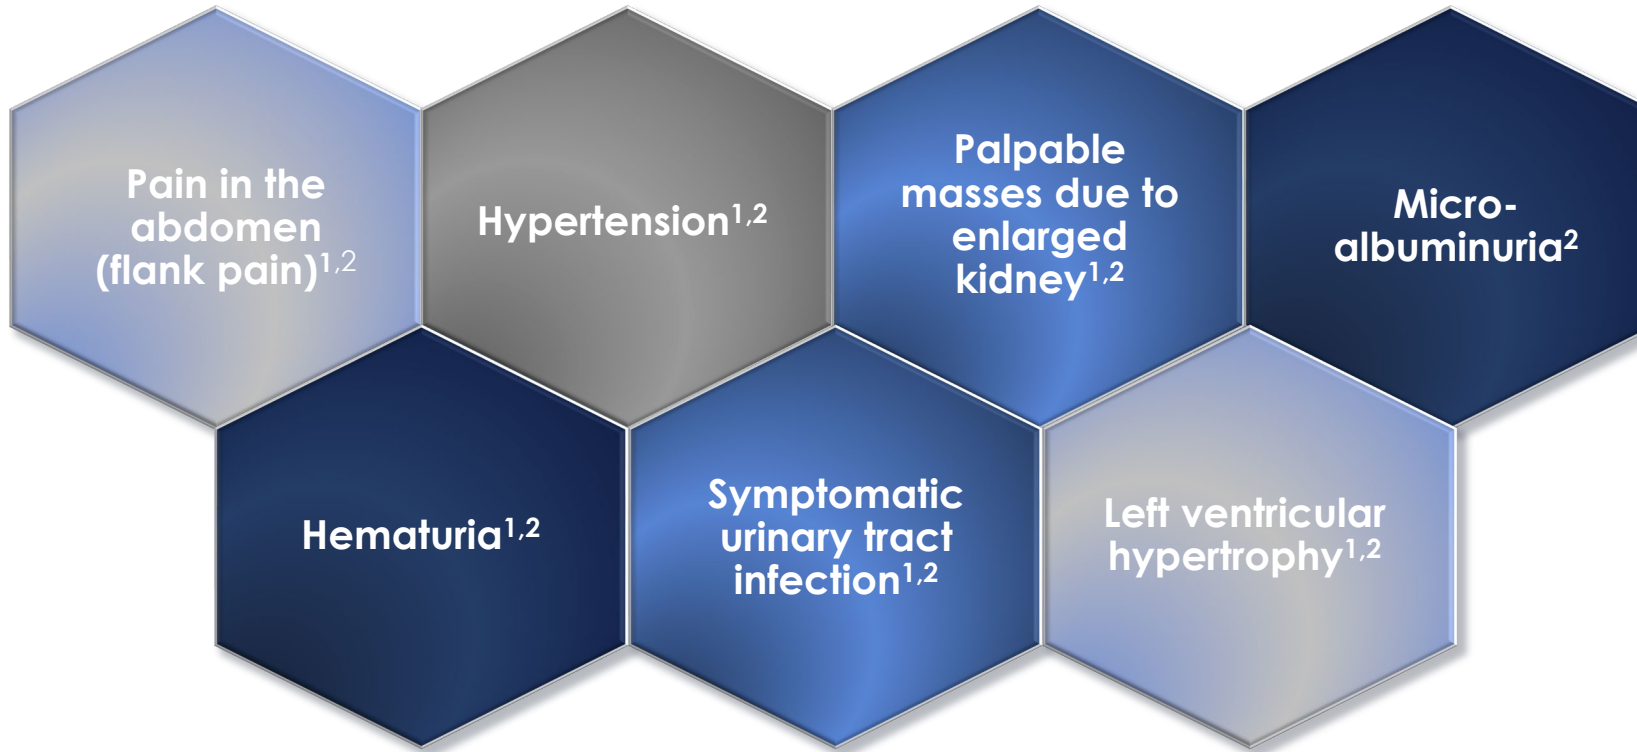 Pain in the
abdomen
(flank pain)1,2
Hypertension1,2
Palpable
masses due to
enlarged
kidney1,2
Micro-
albuminuria2
Hematuria1,2
Symptomatic
urinary tract
infection1,2
Left ventricular
hypertrophy1,2